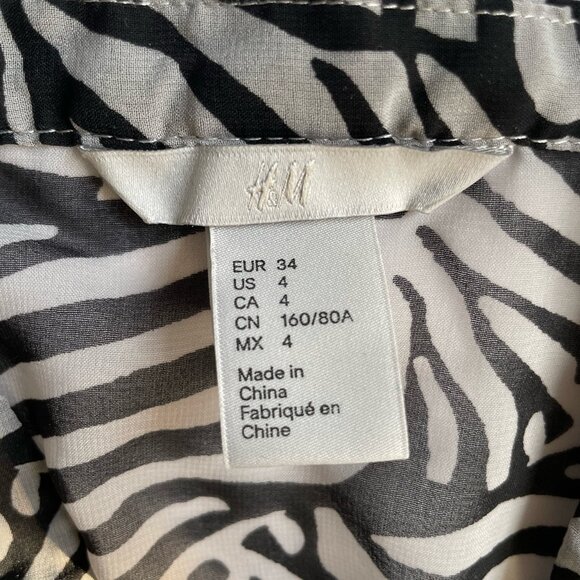 H&M
EUR 34
US 4
CA 4
CN 160/80A
MX 4
Made in
China
Fabriqué en
Chine